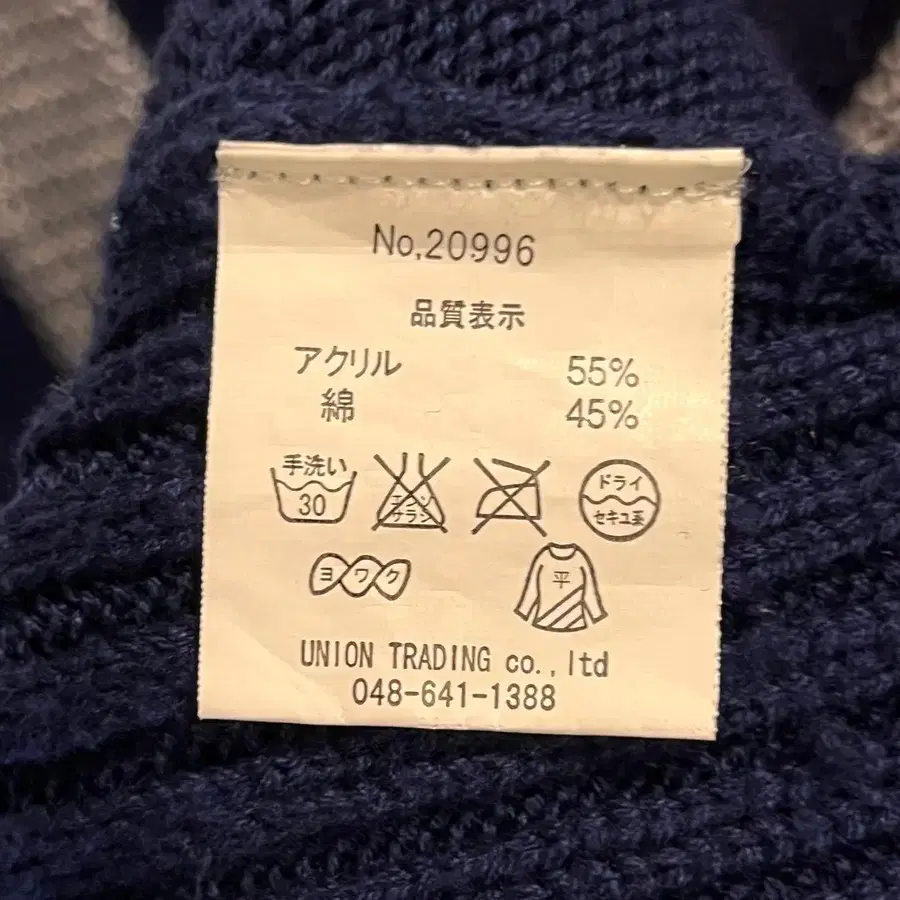 No.20996
品質表示
アクリル 55%
綿 45%
手洗い
30
エンソ
サラシ
ドライ
セキユ系
ヨワク
平
UNION TRADING co.,ltd
048-641-1388